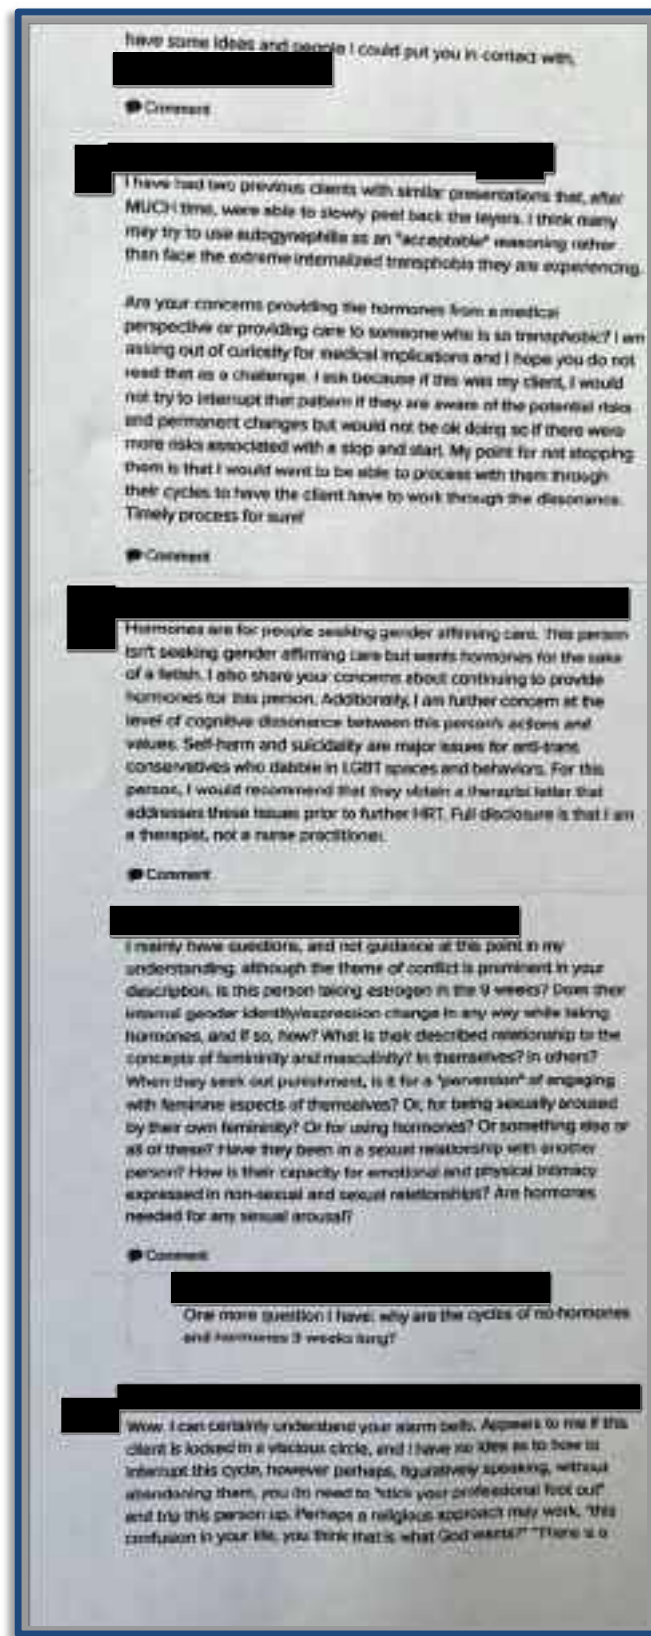 have some ideas and people I could put you in contact with,
Comment
I have had two previous clients with similar presentations that, after
MUCH time, were able to slowly peel back the layers. I think many
may try to use autogynephilia as an "acceptable" reasoning rather
than face the extreme internalized transphobia they are experiencing.
Are your concerns providing the hormones from a medical
perspective or providing care to someone who is so transphobic? I am
asking out of curiosity for medical implications and I hope you do not
read that as a challenge. I ask because if this was my client, I would
not try to interrupt that pattern if they are aware of the potential risks
and permanent changes but would not be ok doing so if there were
more risks associated with a stop and start. My point for not stopping
them is that I would want to be able to process with them through
their cycles to have the client have to work through the dissonance.
Timely process for sure!
Comment
Hormones are for people seeking gender affirming care. This person
isn't seeking gender affirming care but wants hormones for the sake
of a fetish. I also share your concerns about continuing to provide
hormones for this person. Additionally, I am further concern at the
level of cognitive dissonance between this person's actions and
values. Self-harm and suicidality are major issues for anti-trans
conservatives who dabble in LGBT spaces and behaviors. For this
person, I would recommend that they obtain a therapist letter that
addresses these issues prior to further HRT. Full disclosure is that I am
a therapist, not a nurse practitioner.
Comment
I mainly have questions, and not guidance at this point in my
understanding, although the theme of conflict is prominent in your
description. Is this person taking estrogen in the 9 weeks? Does their
internal gender identity/expression change in any way while taking
hormones, and if so, how? What is their described relationship to the
concepts of femininity and masculinity? In themselves? In others?
When they seek out punishment, is it for a "perversion" of engaging
with feminine aspects of themselves? Or, for being sexually aroused
by their own femininity? Or for using hormones? Or something else or
all of these? Have they been in a sexual relationship with another
person? How is their capacity for emotional and physical intimacy
expressed in non-sexual and sexual relationships? Are hormones
needed for any sexual arousal?
Comment
One more question I have: why are the cycles of no-hormones
and hormones 9 weeks long?
Wow. I can certainly understand your alarm bells. Appears to me if this
client is locked in a viscious circle, and I have no idea as to how to
interrupt this cycle, however perhaps, figuratively speaking, without
abandoning them, you do need to "stick your professional foot out"
and trip this person up. Perhaps a religious approach may work, "this
confusion in your life, you think that is what God wants?" "There is a